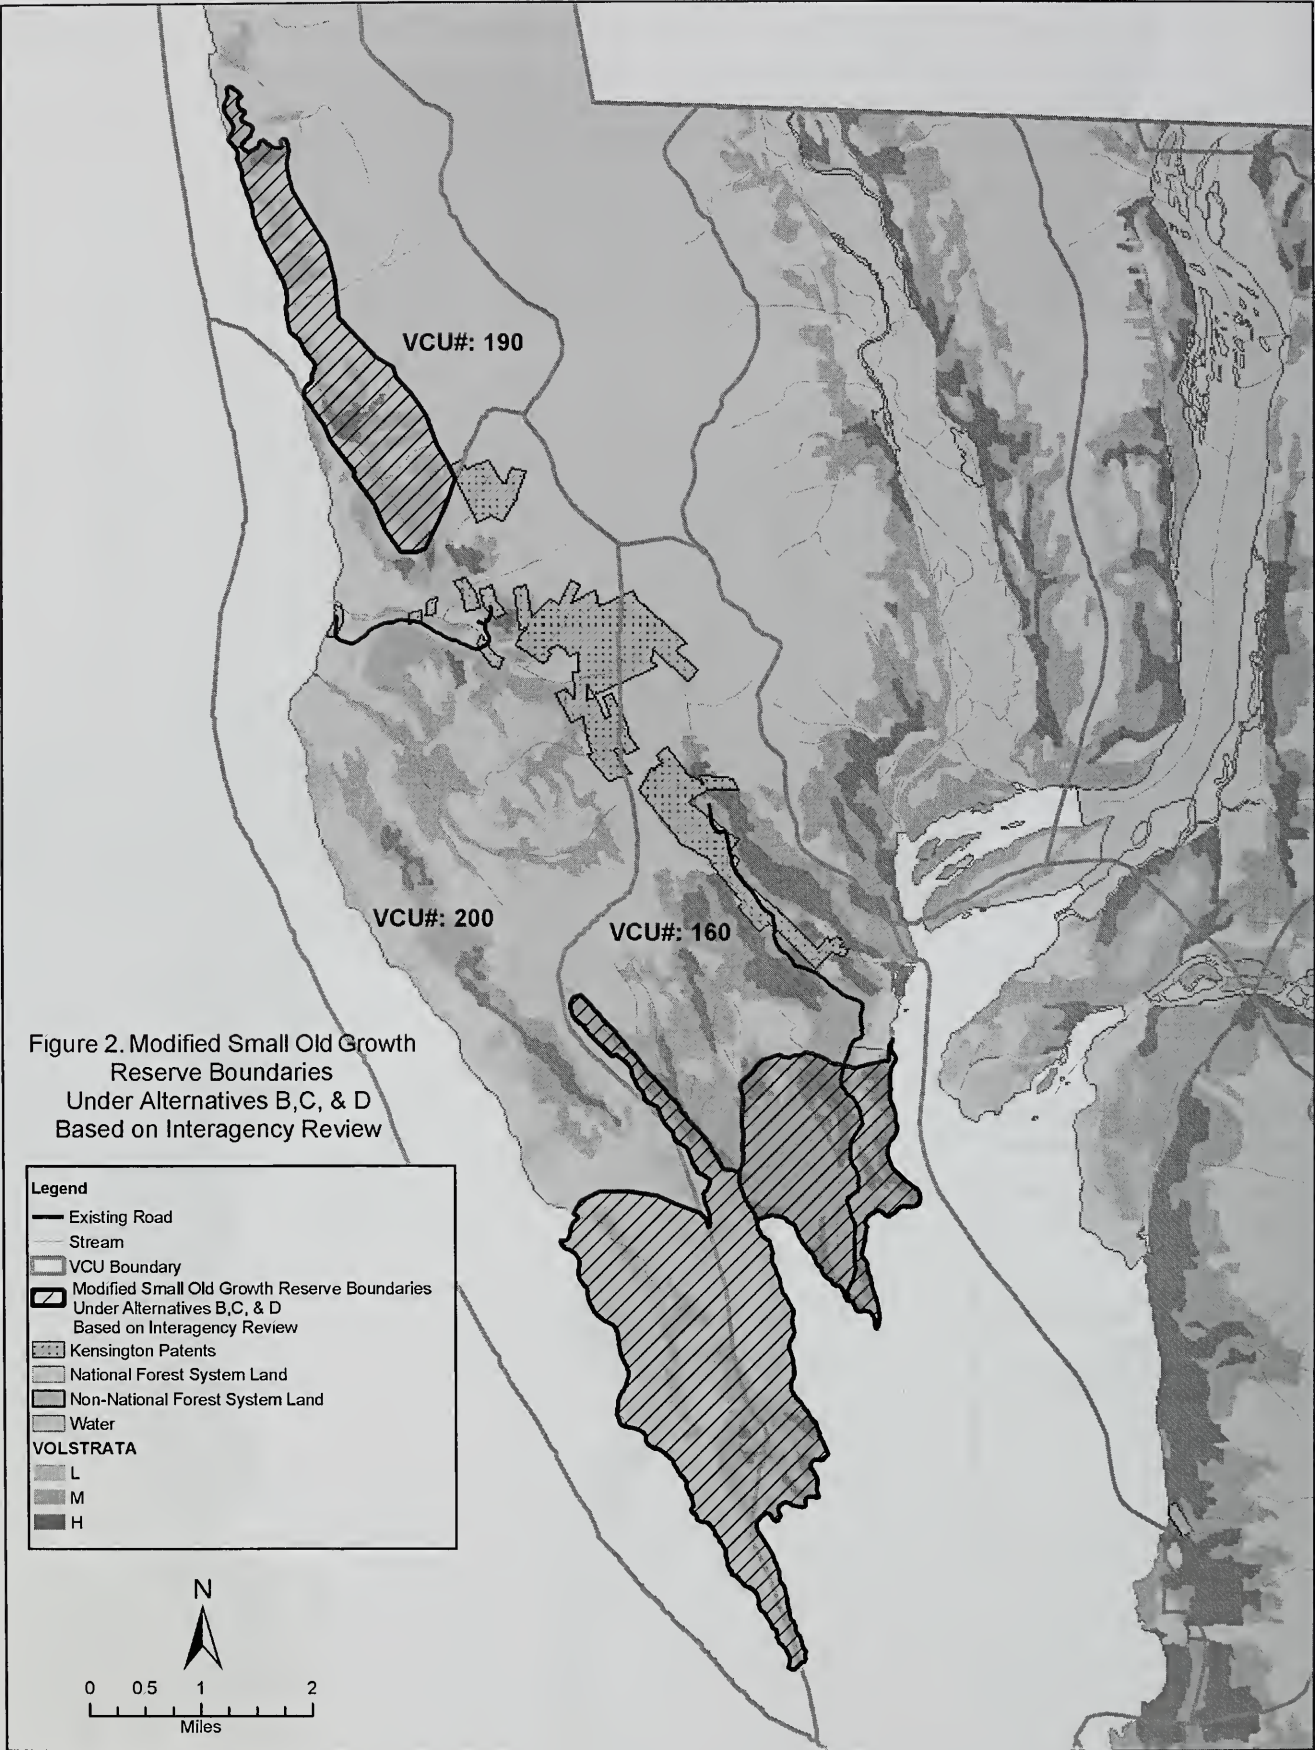 VCU#: 190
VCU#: 200
VCU#: 160
Figure 2. Modified Small Old Growth
Reserve Boundaries
Under Alternatives B,C, & D
Based on Interagency Review
Legend
Existing Road
Stream
VCU Boundary
Modified Small Old Growth Reserve Boundaries
Under Alternatives B,C, & D
Based on Interagency Review
Kensington Patents
National Forest System Land
Non-National Forest System Land
Water
VOLSTRATA
L
M
H
N
0 0.5 1 2
Miles